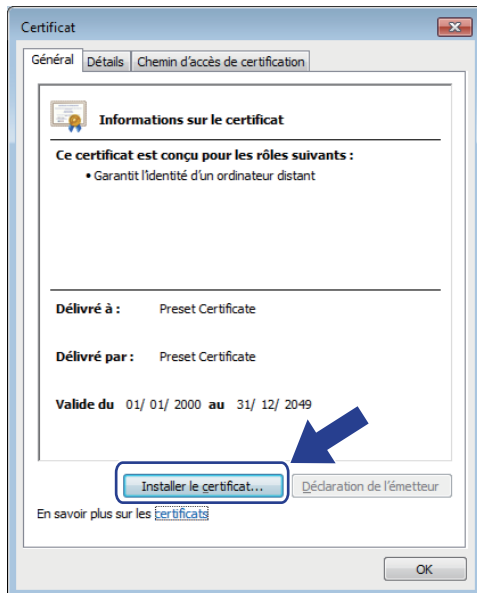 Certificat
Général Détails Chemin d'accès de certification
Informations sur le certificat
Ce certificat est conçu pour les rôles suivants :
• Garantit l'identité d'un ordinateur distant
Délivré à : Preset Certificate
Délivré par : Preset Certificate
Valide du 01/ 01/ 2000 au 31/ 12/ 2049
Installer le certificat... Déclaration de l'émetteur
En savoir plus sur les certificats
OK